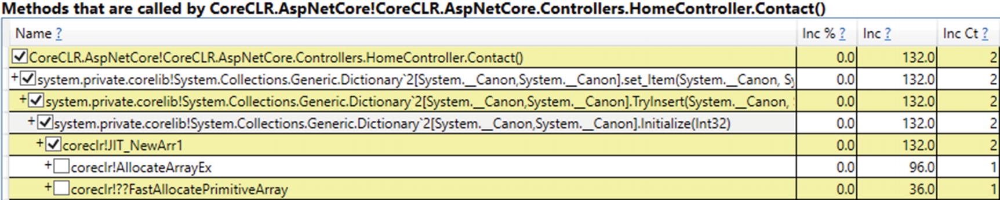 Methods that are called by CoreCLR.AspNetCore!CoreCLR.AspNetCore.Controllers.HomeController.Contact()
Name ? Inc % ? Inc ? Inc Ct ?
CoreCLR.AspNetCore!CoreCLR.AspNetCore.Controllers.HomeController.Contact() 0.0 132.0 2
+ system.private.corelib!System.Collections.Generic.Dictionary`2[System.__Canon,System.__Canon].set_Item(System.__Canon, Sy 0.0 132.0 2
+ system.private.corelib!System.Collections.Generic.Dictionary`2[System.__Canon,System.__Canon].TryInsert(System.__Canon, 0.0 132.0 2
+ system.private.corelib!System.Collections.Generic.Dictionary`2[System.__Canon,System.__Canon].Initialize(Int32) 0.0 132.0 2
+ coreclr!JIT_NewArr1 0.0 132.0 2
+ coreclr!AllocateArrayEx 0.0 96.0 1
+ coreclr!??FastAllocatePrimitiveArray 0.0 36.0 1